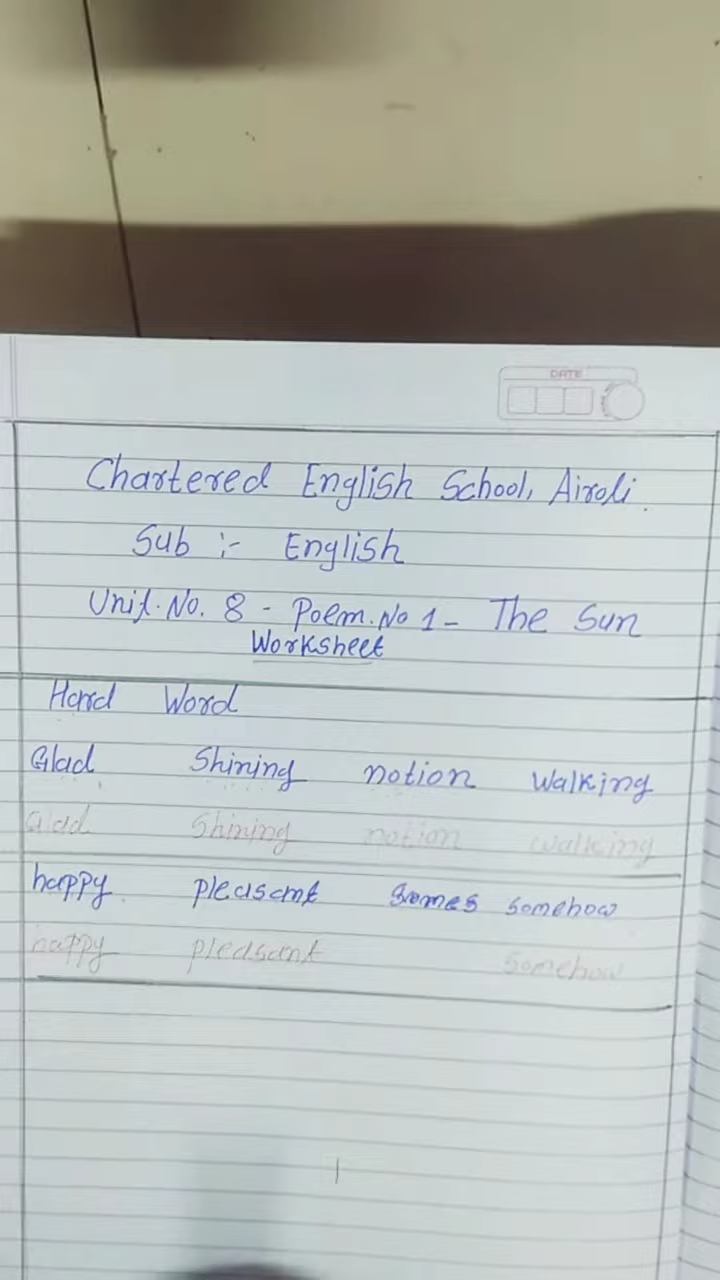 DATE
Chartered English School, Airoli.
Sub :- English
Unit. No. 8 - Poem. No 1 - The Sun
Worksheet
Hard Word
Glad Shining notion Walking
Glad Shining notion walking
happy pleasant games somehow
happy pleasant somehow